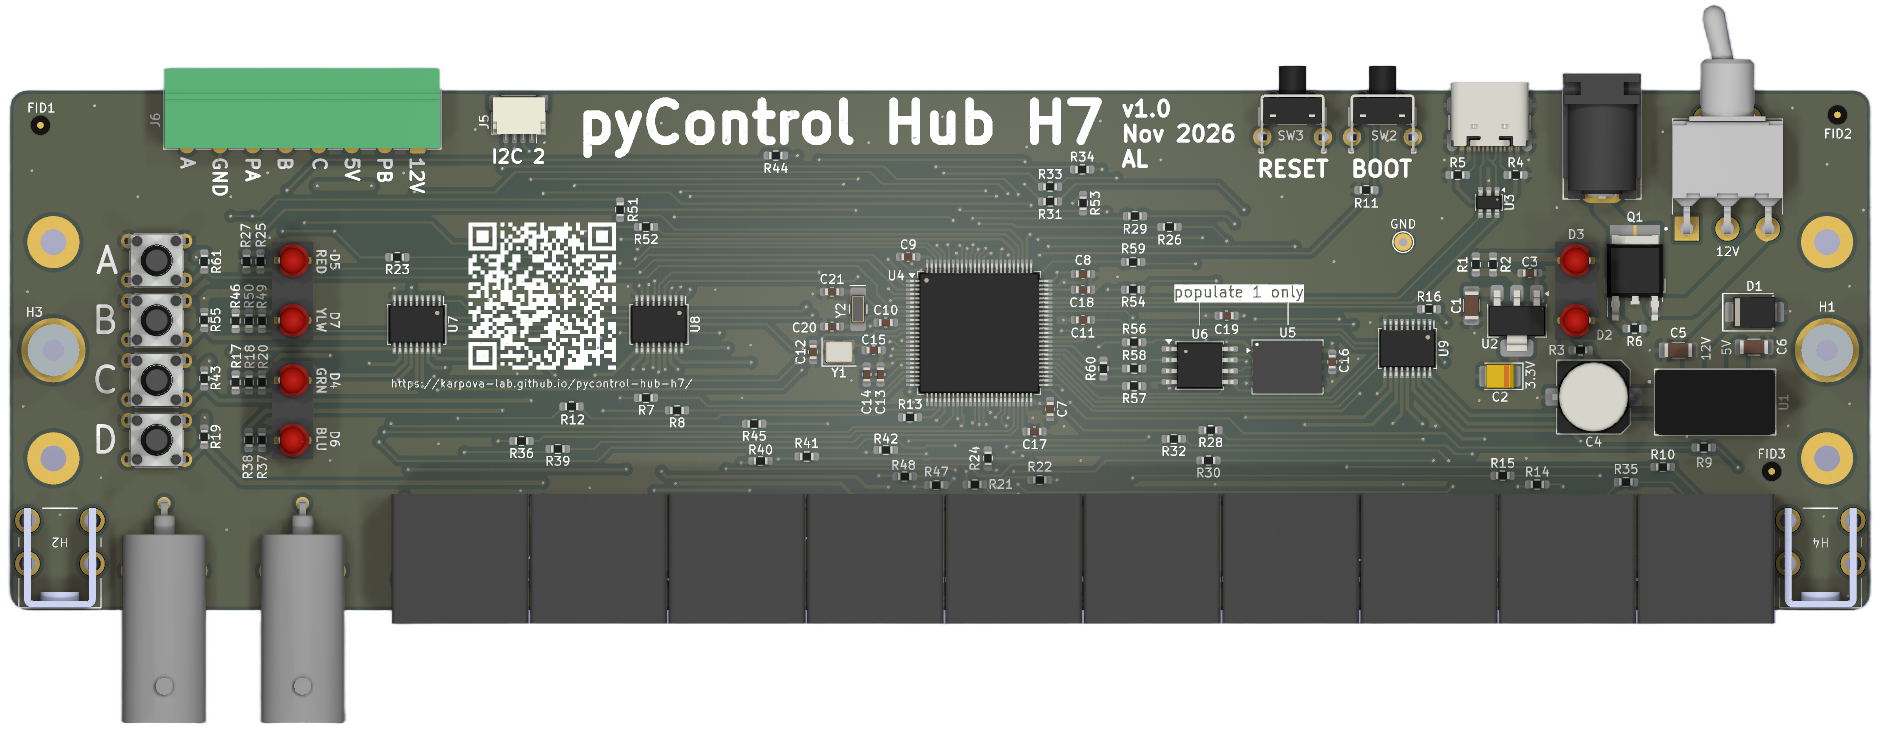 FID1
J6
A
GND
PA
B
C
5V
PB
12V
J5
I2C 2
pyControl Hub H7
v1.0
Nov 2026
AL
SW3
RESET
SW2
BOOT
FID2
R5
R4
U3
R44
R34
R33
R31
R53
R11
GND
R51
R52
R29
R26
R59
R54
Q1
12V
D3
A
B
C
D
R61
R27
R25
D5
RED
R23
R46
R50
R49
R55
D7
YLW
R17
R18
R20
R43
D4
GRN
R19
R38
R37
D6
BLU
H3
U7
U8
https://karpova-lab.github.io/pycontrol-hub-h7/
C9
U4
C21
Y2
C10
C20
C12
C15
Y1
C14
C13
R13
C8
C18
C11
C7
C17
populate 1 only
U6
C19
U5
C16
R56
R58
R60
R57
R16
U9
R1
R2
C3
C1
U2
C2
3.3V
R3
D2
R6
C4
D1
C5
12V
5V
C6
U1
H1
R12
R7
R8
R36
R39
R45
R40
R41
R42
R48
R47
R24
R21
R22
R32
R28
R30
R15
R14
R35
R10
R9
FID3
H2
H4